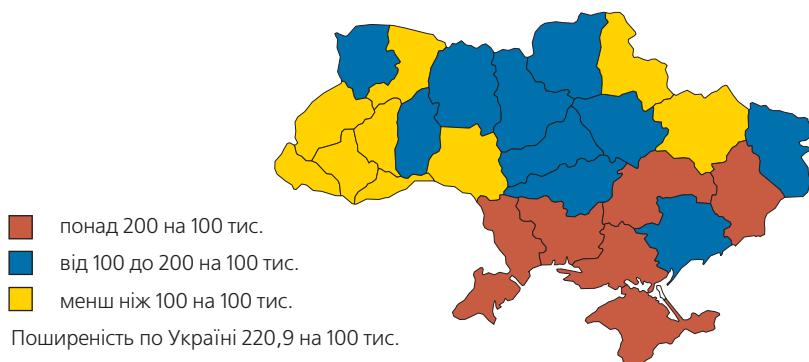 понад 200 на 100 тис.
від 100 до 200 на 100 тис.
менш ніж 100 на 100 тис.
Поширеність по Україні 220,9 на 100 тис.